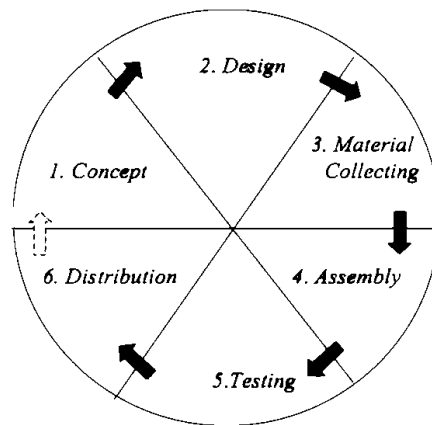 1. Concept
2. Design
3. Material
Collecting
4. Assembly
5.Testing
6. Distribution